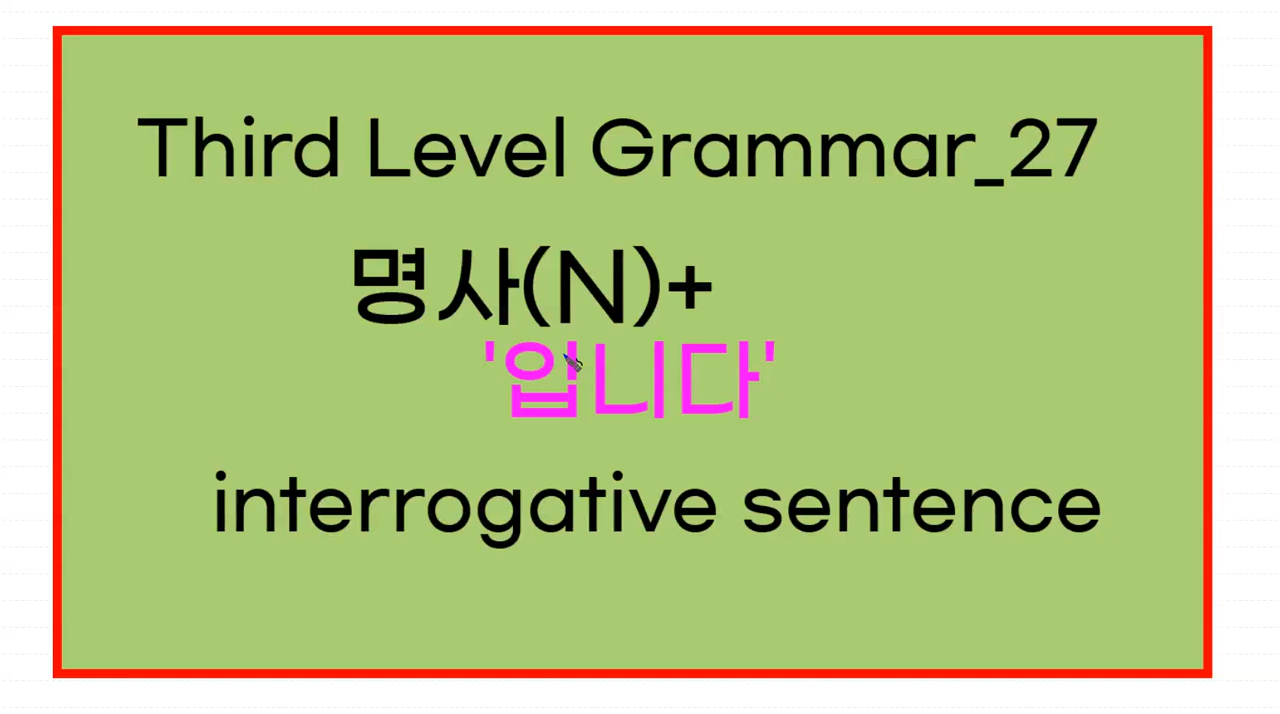 Third Level Grammar_27
명사(N)+
'입니다'
interrogative sentence